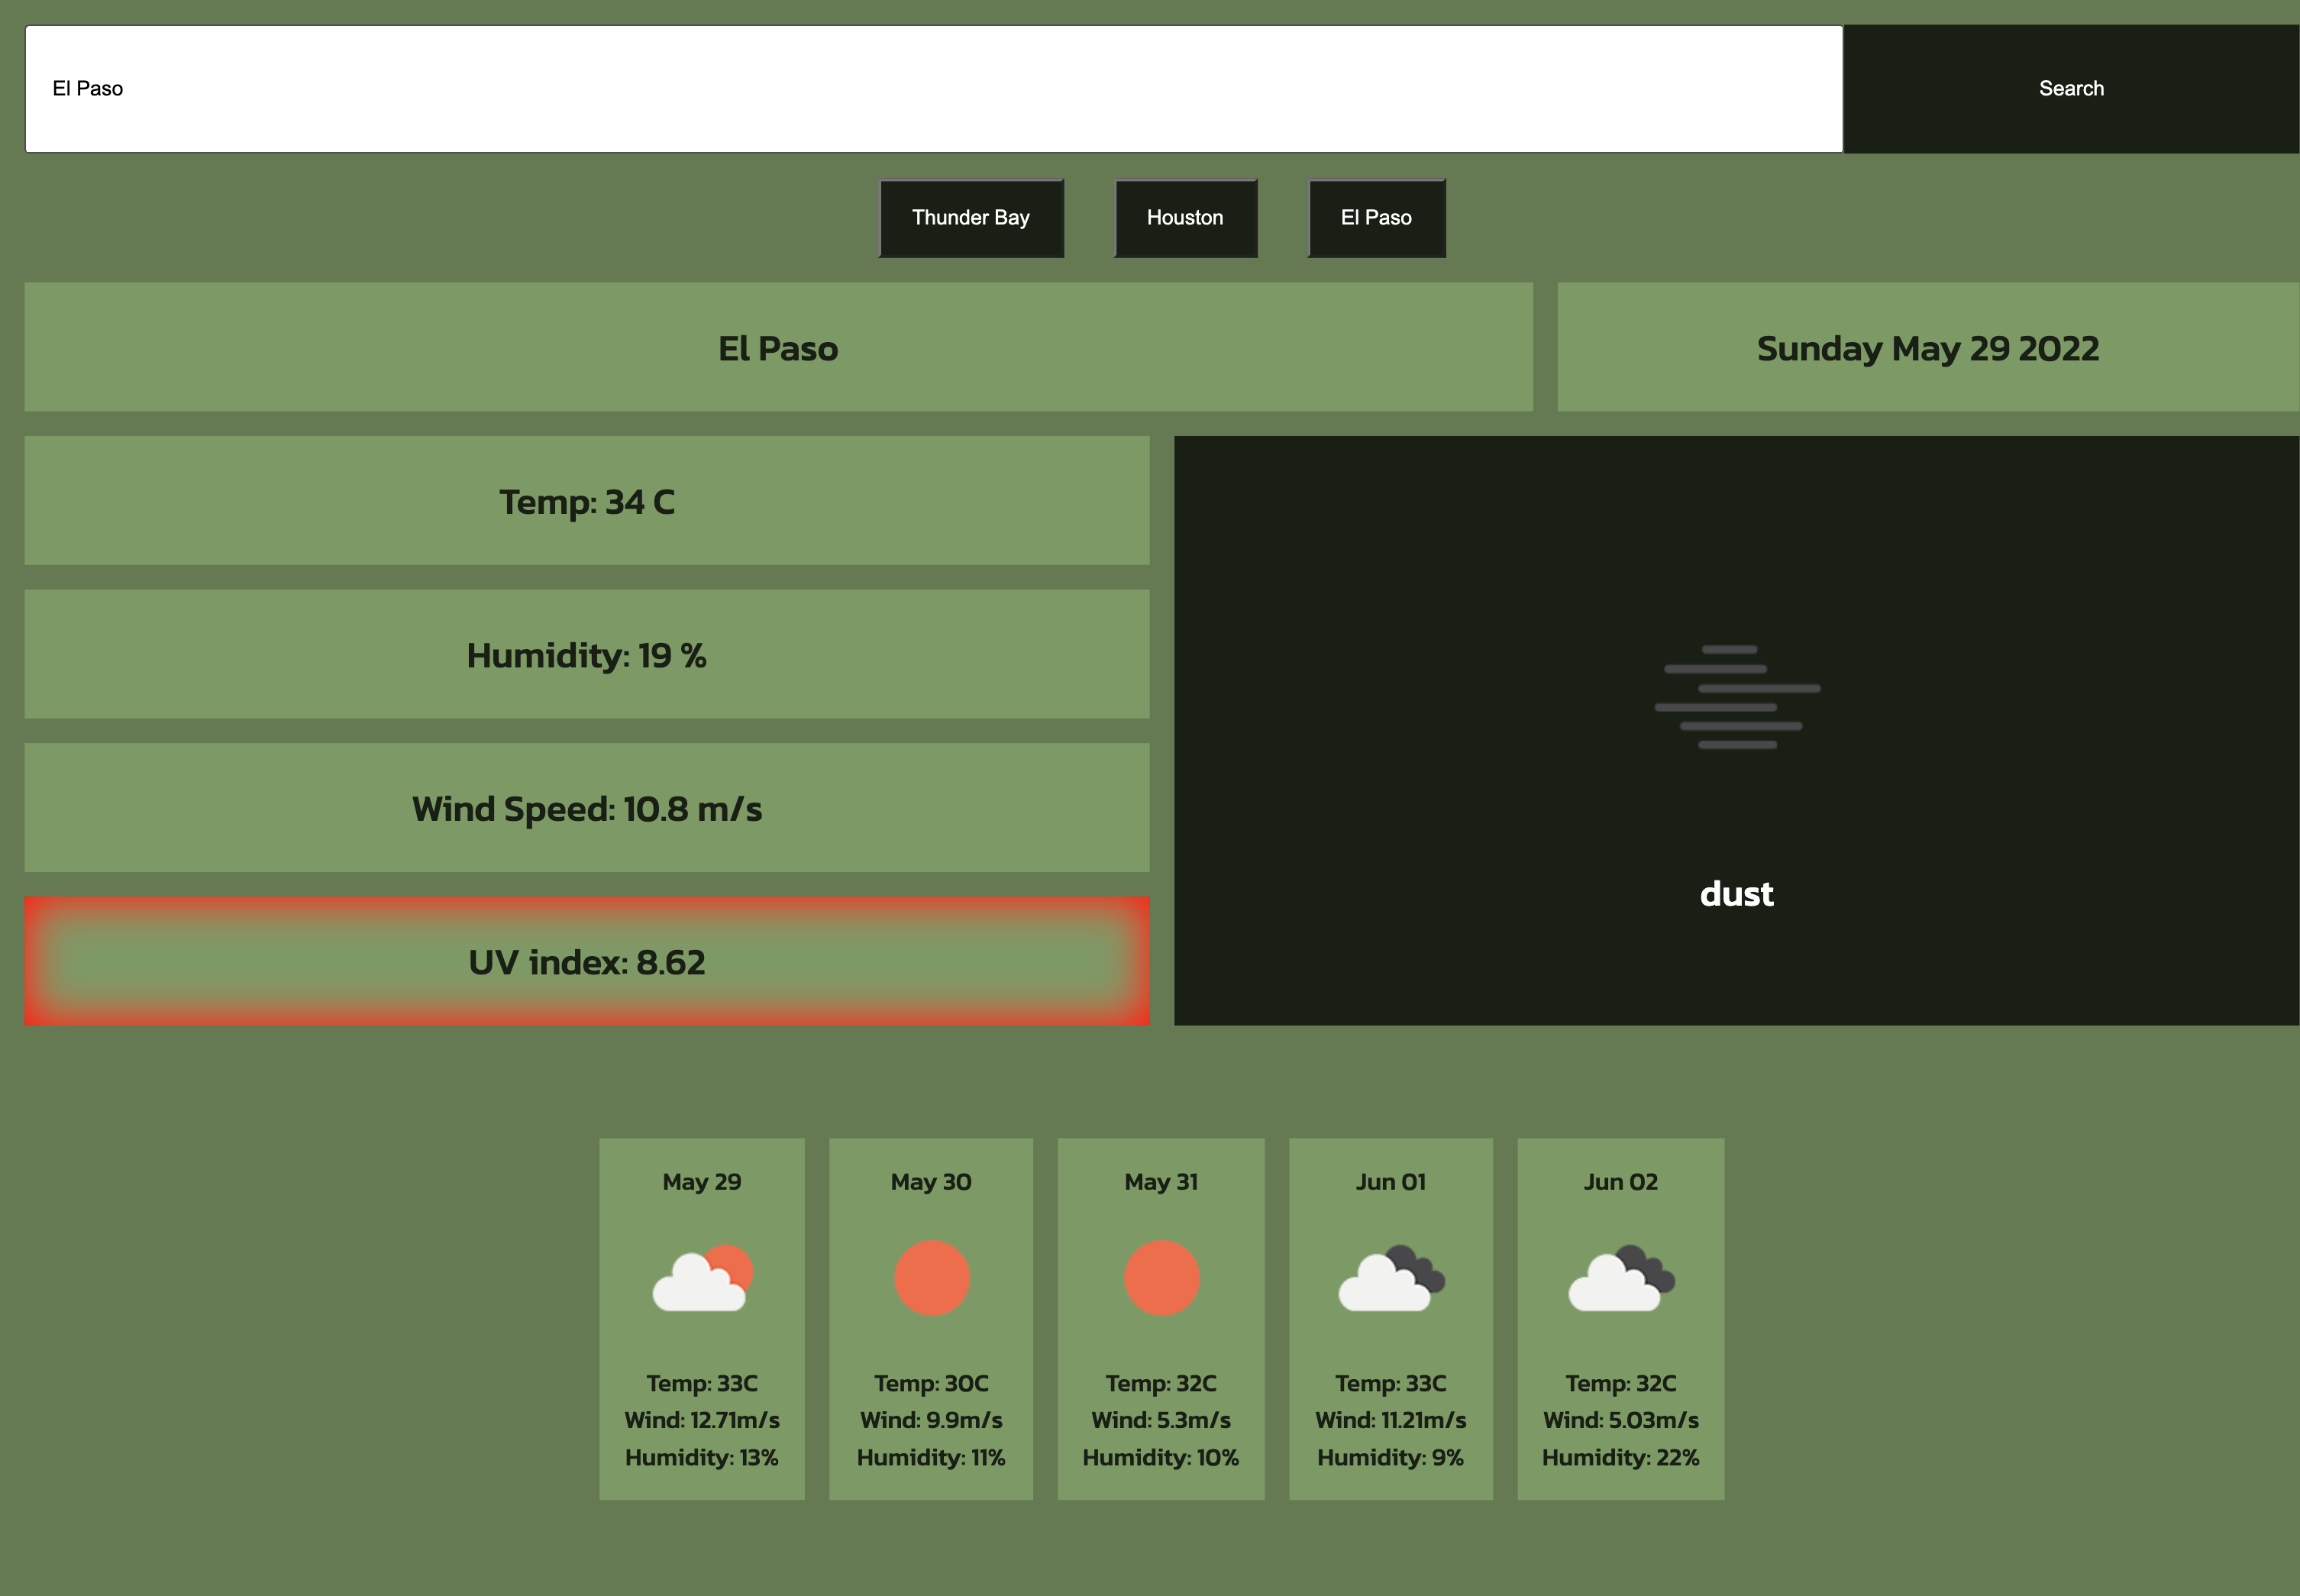 El Paso
Search
Thunder Bay
Houston
El Paso
El Paso
Sunday May 29 2022
Temp: 34 C
Humidity: 19 %
Wind Speed: 10.8 m/s
UV index: 8.62
dust
May 29
Temp: 33C
Wind: 12.71m/s
Humidity: 13%
May 30
Temp: 30C
Wind: 9.9m/s
Humidity: 11%
May 31
Temp: 32C
Wind: 5.3m/s
Humidity: 10%
Jun 01
Temp: 33C
Wind: 11.21m/s
Humidity: 9%
Jun 02
Temp: 32C
Wind: 5.03m/s
Humidity: 22%